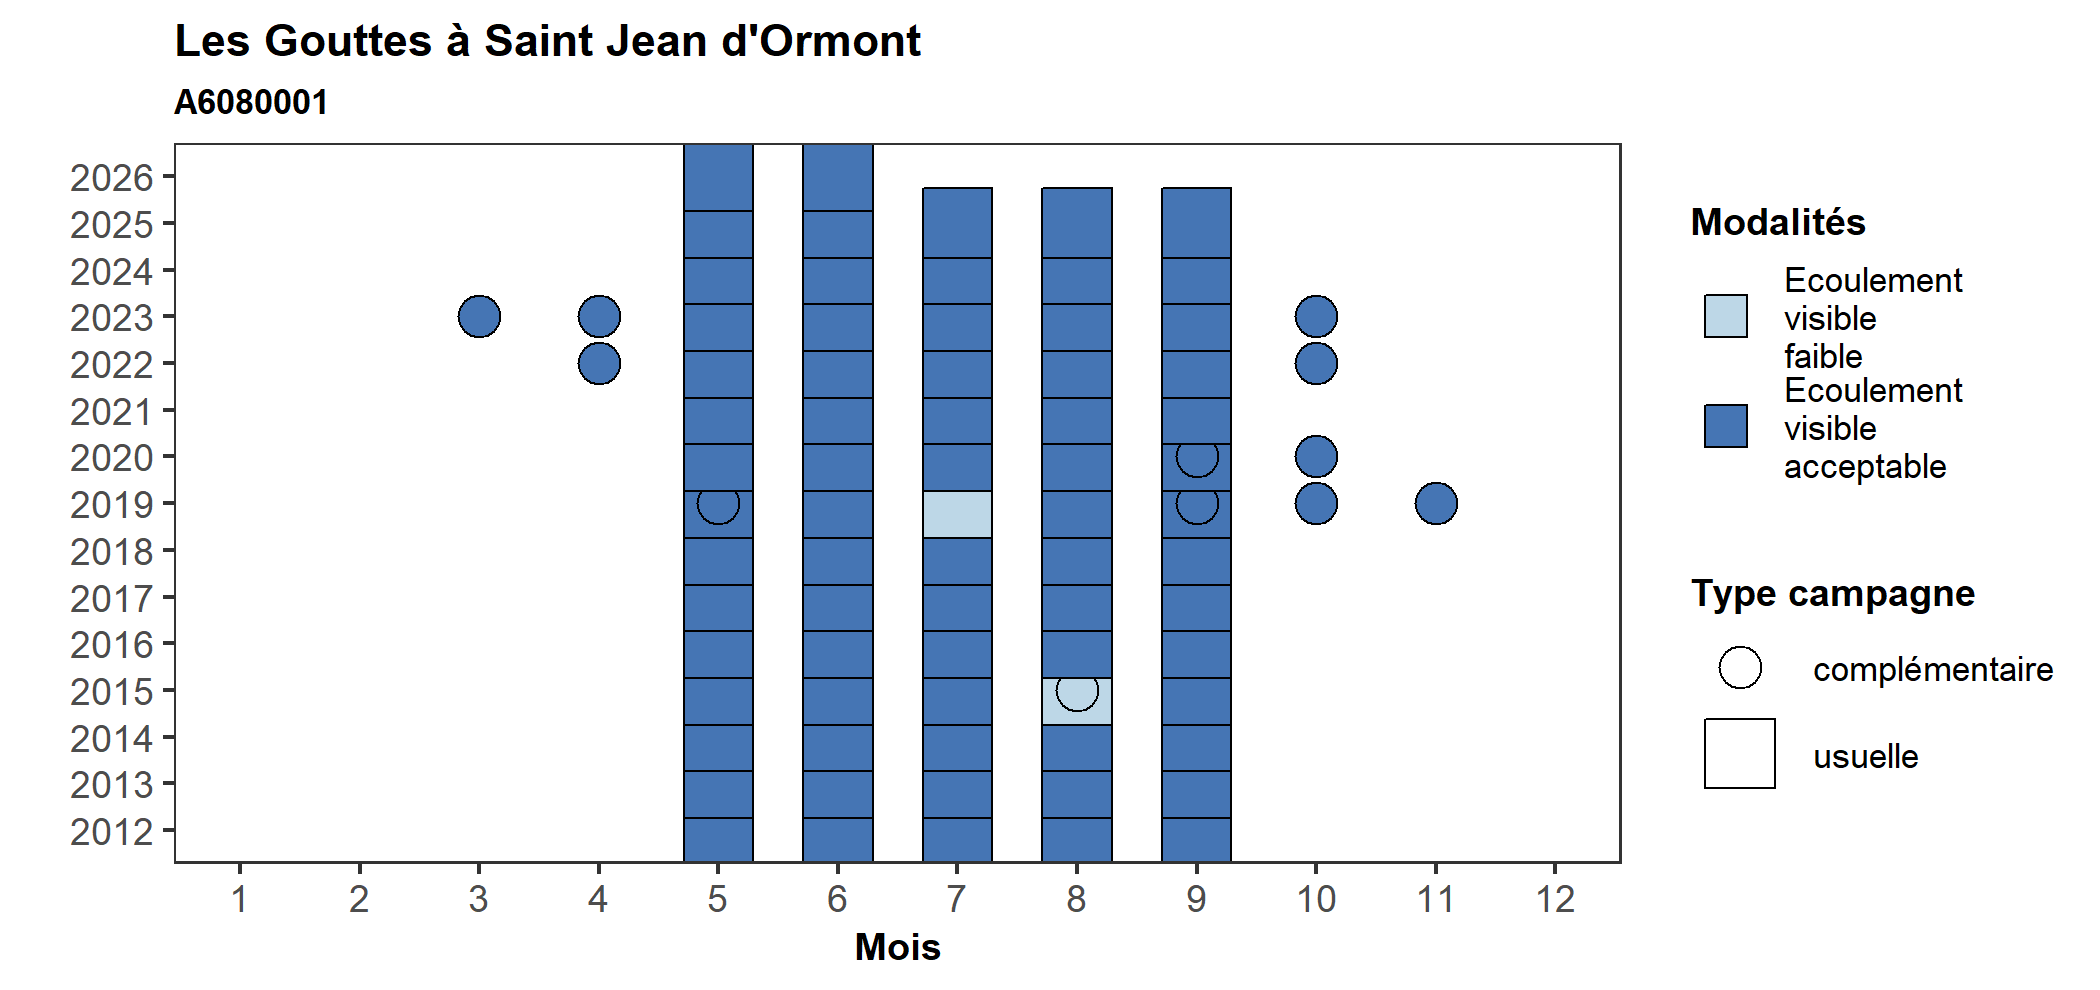 Les Gouttes à Saint Jean d'Ormont
A6080001
2026
2025
2024
2023
2022
2021
2020
2019
2018
2017
2016
2015
2014
2013
2012
1 2 3 4 5 6 7 8 9 10 11 12
Mois
Modalités
Ecoulement
visible
faible
Ecoulement
visible
acceptable
Type campagne
complémentaire
usuelle